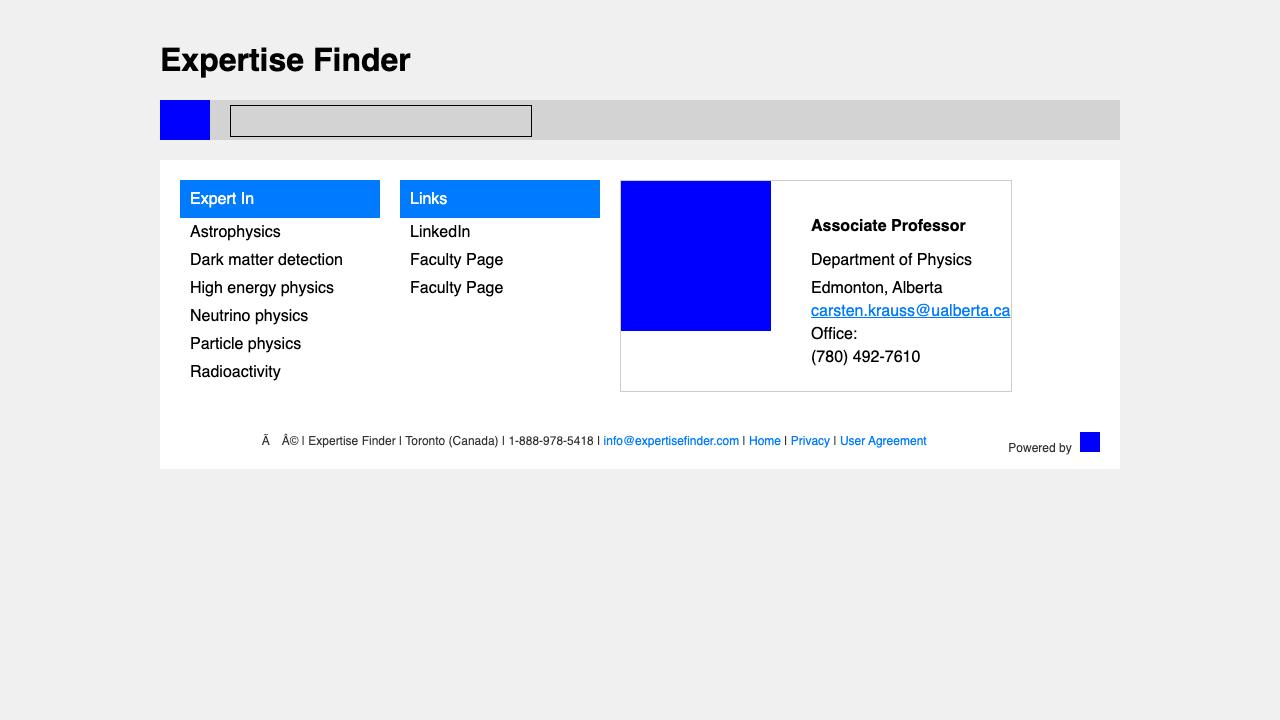 Expertise Finder
Expert In
Astrophysics
Dark matter detection
High energy physics
Neutrino physics
Particle physics
Radioactivity
Links
LinkedIn
Faculty Page
Faculty Page
Associate Professor
Department of Physics
Edmonton, Alberta
carsten.krauss@ualberta.ca
Office:
(780) 492-7610
Ã Â© | Expertise Finder | Toronto (Canada) | 1-888-978-5418 | info@expertisefinder.com | Home | Privacy | User Agreement
Powered by